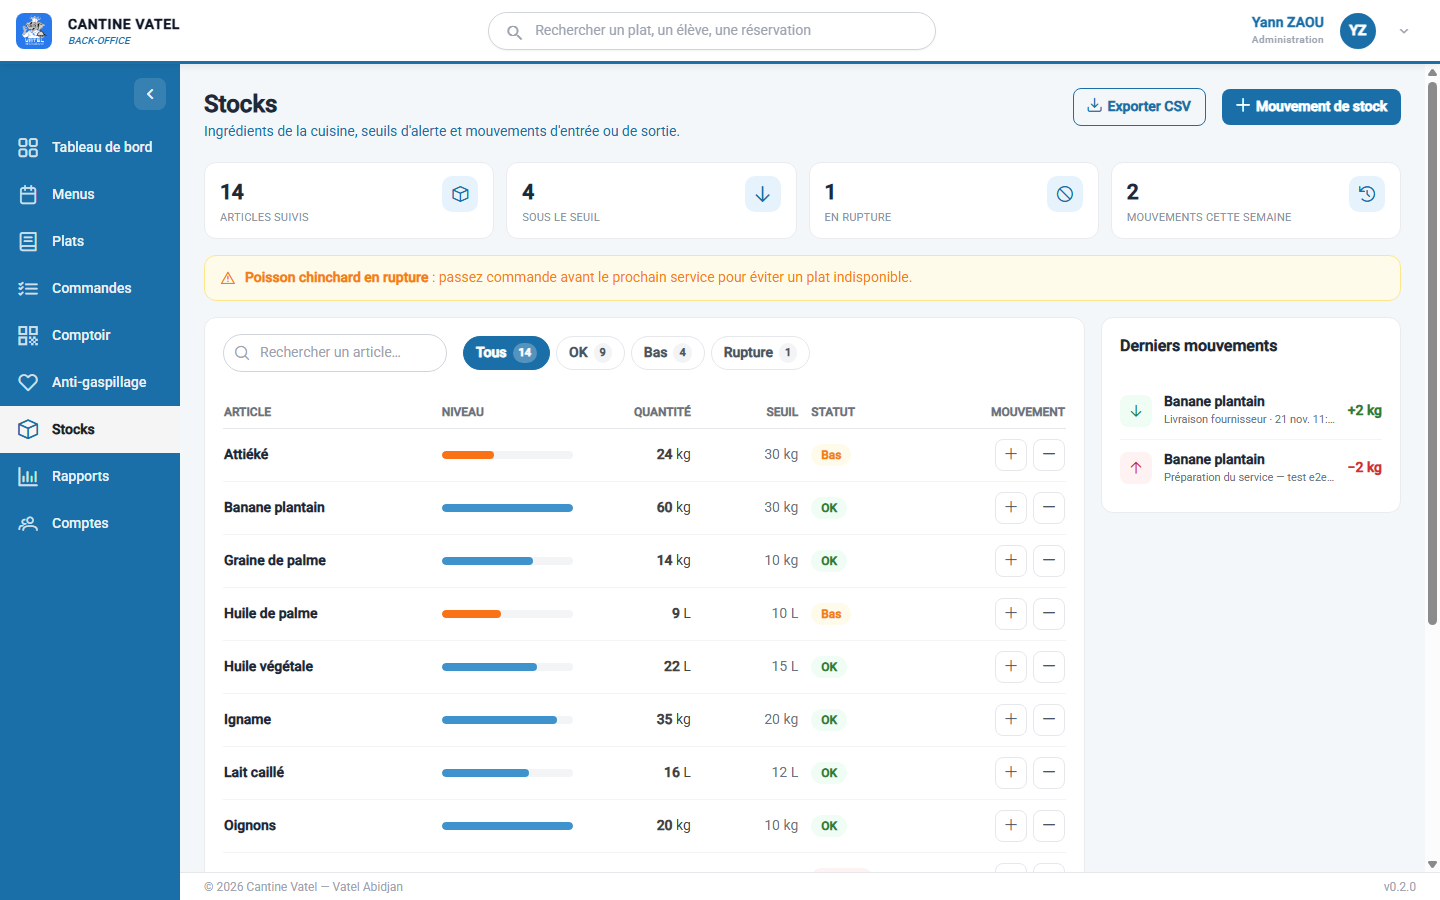 CANTINE VATEL
BACK-OFFICE
Rechercher un plat, un élève, une réservation
Yann ZAOU
Administration
YZ
Tableau de bord
Menus
Plats
Commandes
Comptoir
Anti-gaspillage
Stocks
Rapports
Comptes
Stocks
Ingrédients de la cuisine, seuils d'alerte et mouvements d'entrée ou de sortie.
Exporter CSV
Mouvement de stock
14
ARTICLES SUIVIS
4
SOUS LE SEUIL
1
EN RUPTURE
2
MOUVEMENTS CETTE SEMAINE
Poisson chinchard en rupture : passez commande avant le prochain service pour éviter un plat indisponible.
Rechercher un article…
Tous 14
OK 9
Bas 4
Rupture 1
ARTICLE NIVEAU QUANTITÉ SEUIL STATUT MOUVEMENT
Attiéké 24 kg 30 kg Bas + −
Banane plantain 60 kg 30 kg OK + −
Graine de palme 14 kg 10 kg OK + −
Huile de palme 9 L 10 L Bas + −
Huile végétale 22 L 15 L OK + −
Igname 35 kg 20 kg OK + −
Lait caillé 16 L 12 L OK + −
Oignons 20 kg 10 kg OK + −
Derniers mouvements
Banane plantain
Livraison fournisseur · 21 nov. 11:…
+2 kg
Banane plantain
Préparation du service — test e2e…
−2 kg
© 2026 Cantine Vatel — Vatel Abidjan
v0.2.0